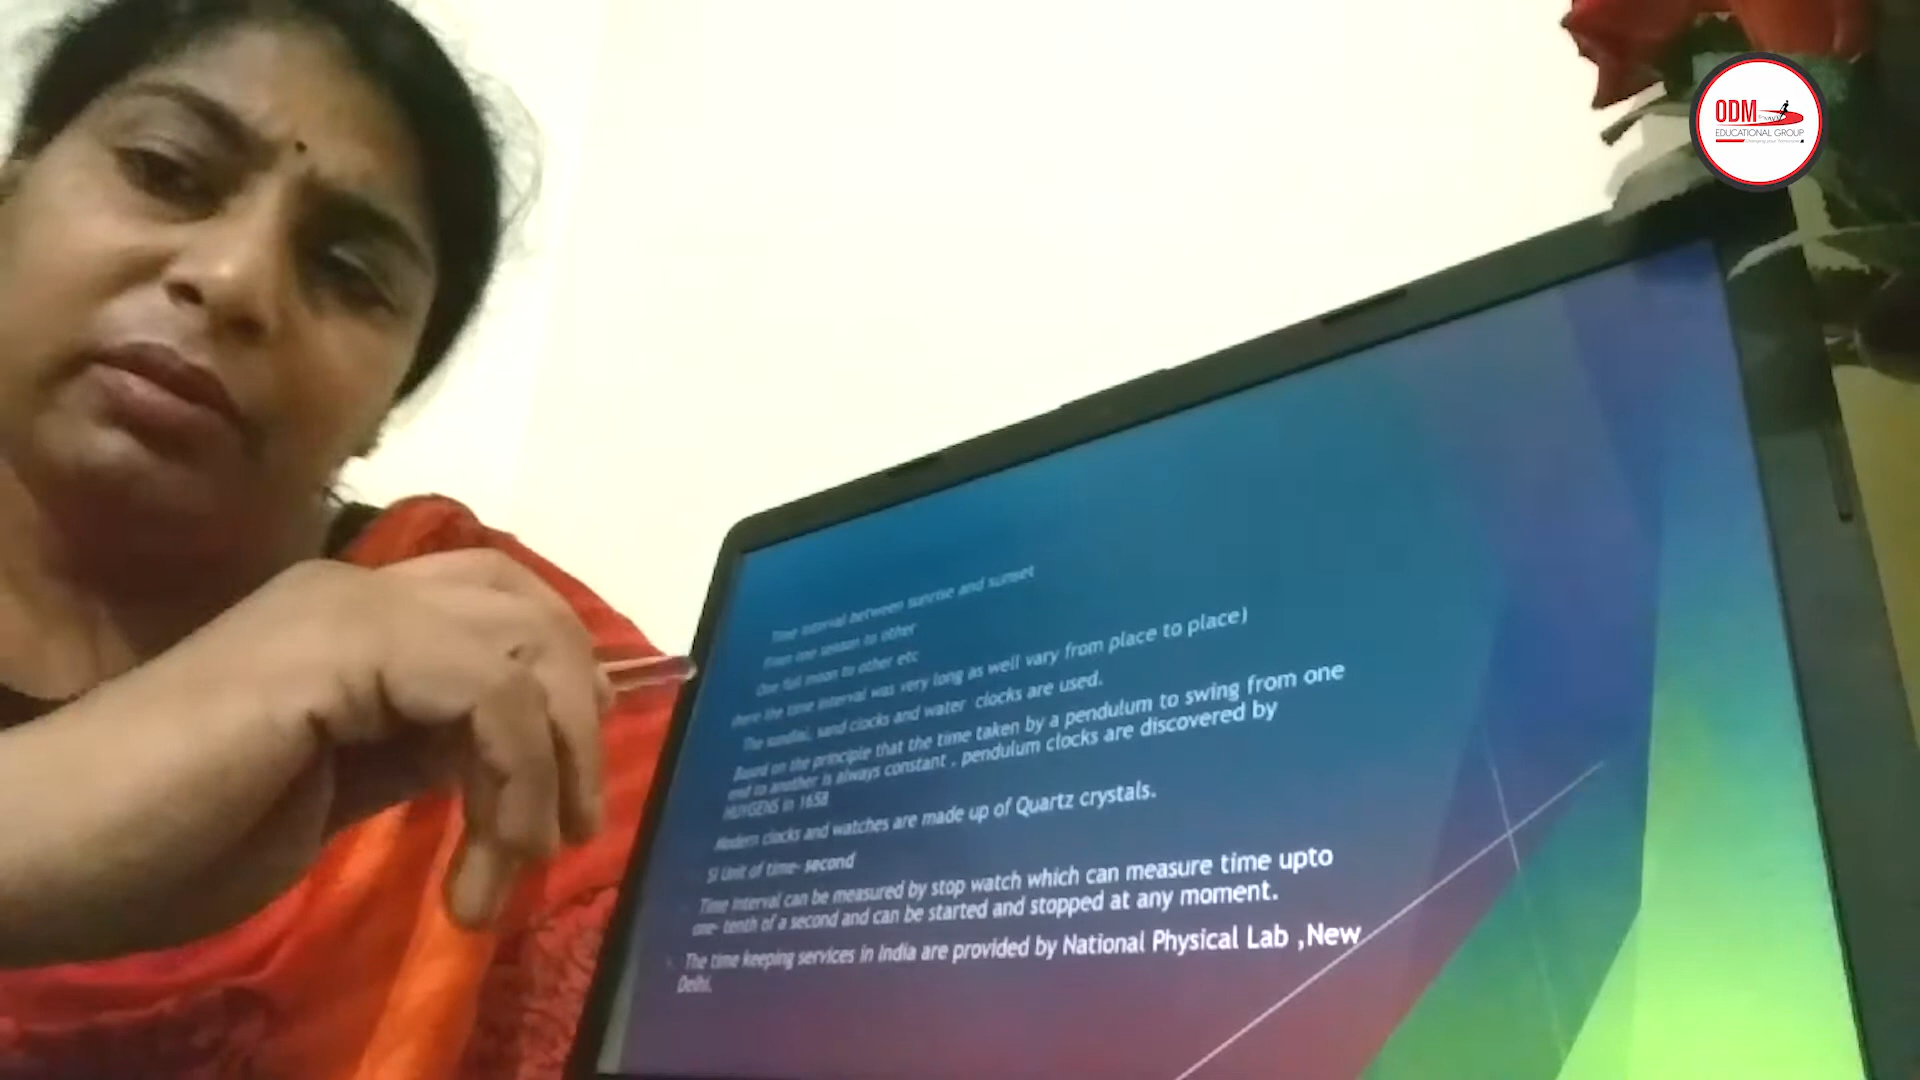 ODM
EDUCATIONAL GROUP
Time interval between sunrise and sunset
From one season to other
One full moon to other etc
(here the time interval was very long as well vary from place to place)
The sundial, sand clocks and water clocks are used.
Based on the principle that the time taken by a pendulum to swing from one
end to another is always constant , pendulum clocks are discovered by
HUYGENS in 1658
Modern clocks and watches are made up of Quartz crystals.
SI Unit of time- second
Time interval can be measured by stop watch which can measure time upto
one- tenth of a second and can be started and stopped at any moment.
The time keeping services in India are provided by National Physical Lab ,New
Delhi.